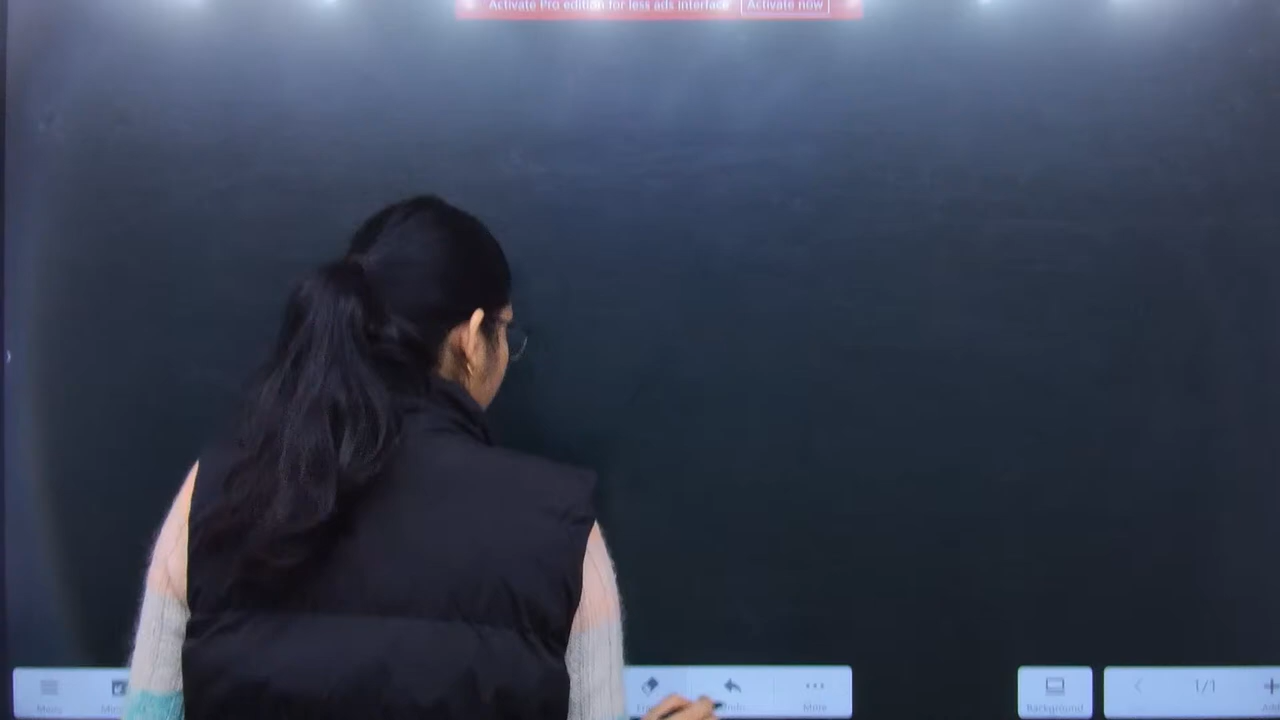 Activate Pro edition for less ads interface Activate now
Menu
More
Background
1/1